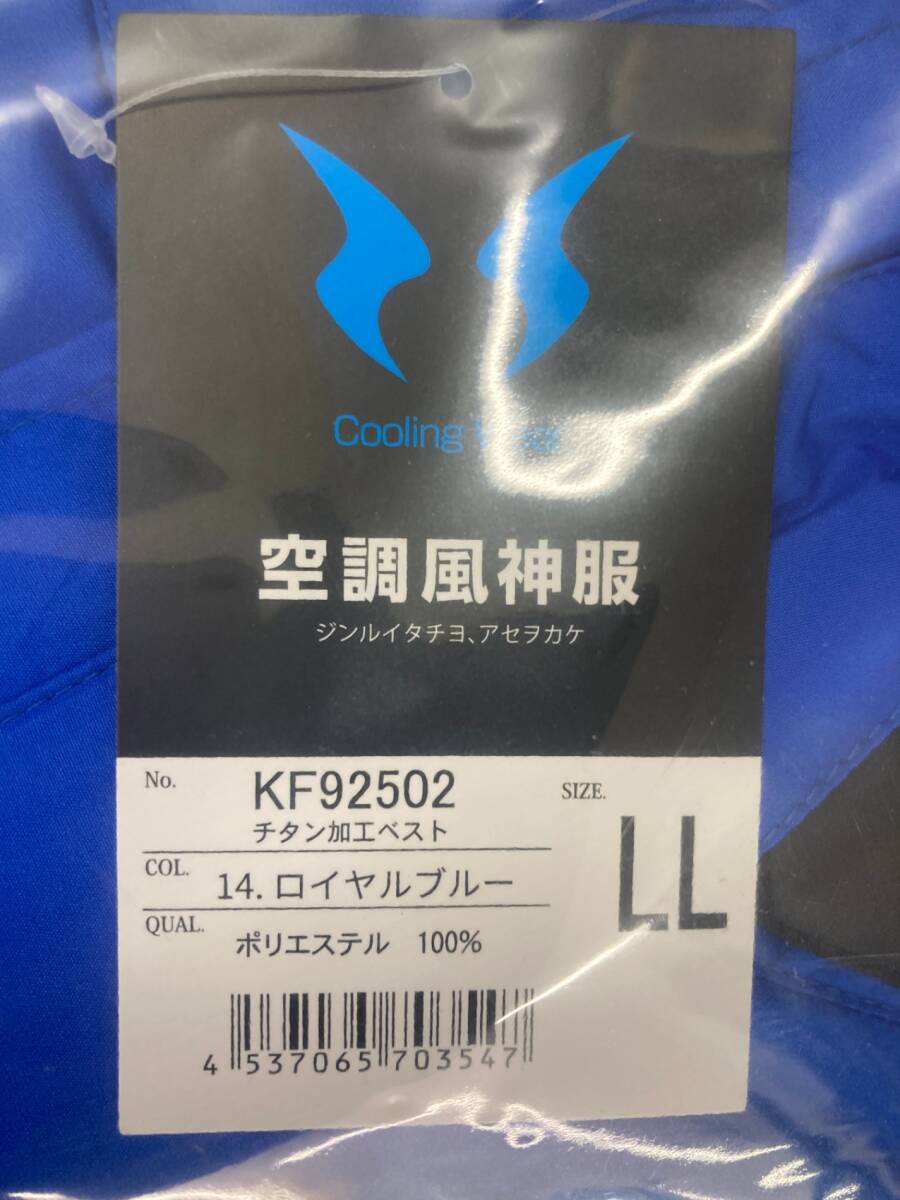 Cooling
空調風神服
ジンルイタチヨ、アセヲカケ
No. KF92502
チタン加工ベスト
SIZE. LL
COL. 14.ロイヤルブルー
QUAL. ポリエステル 100%
4 537065 703547